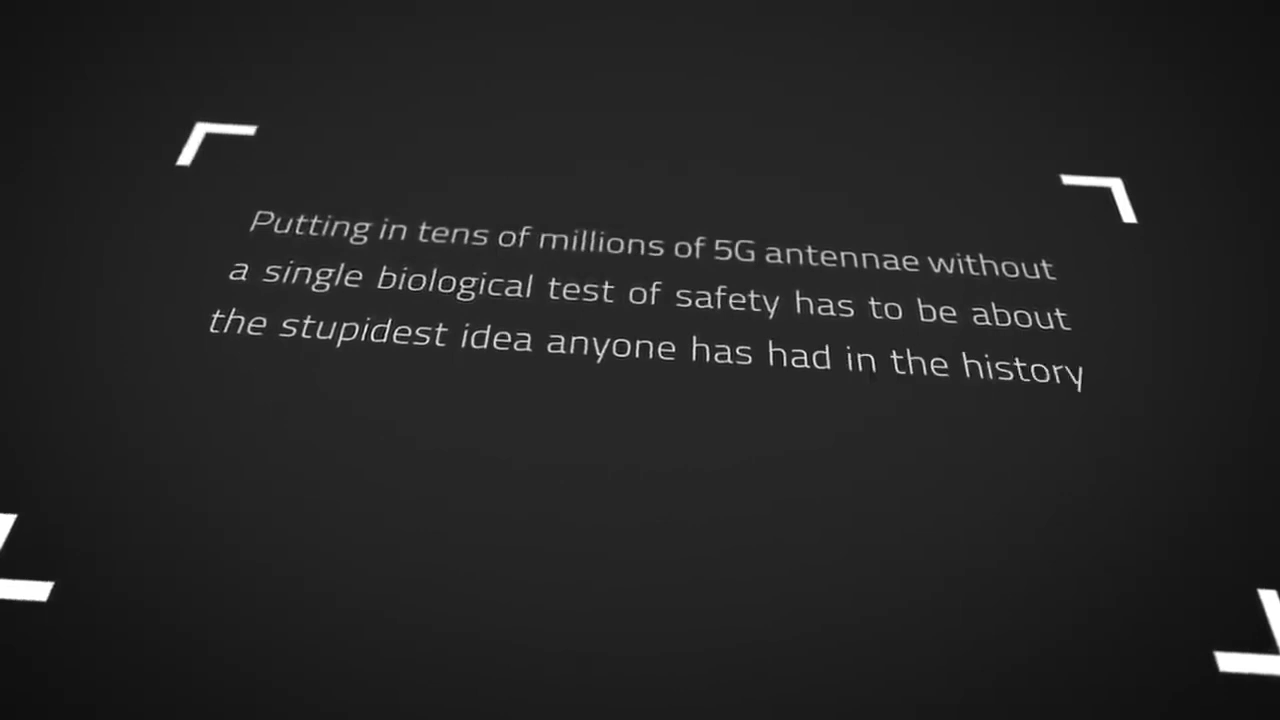 Putting in tens of millions of 5G antennae without
a single biological test of safety has to be about
the stupidest idea anyone has had in the history